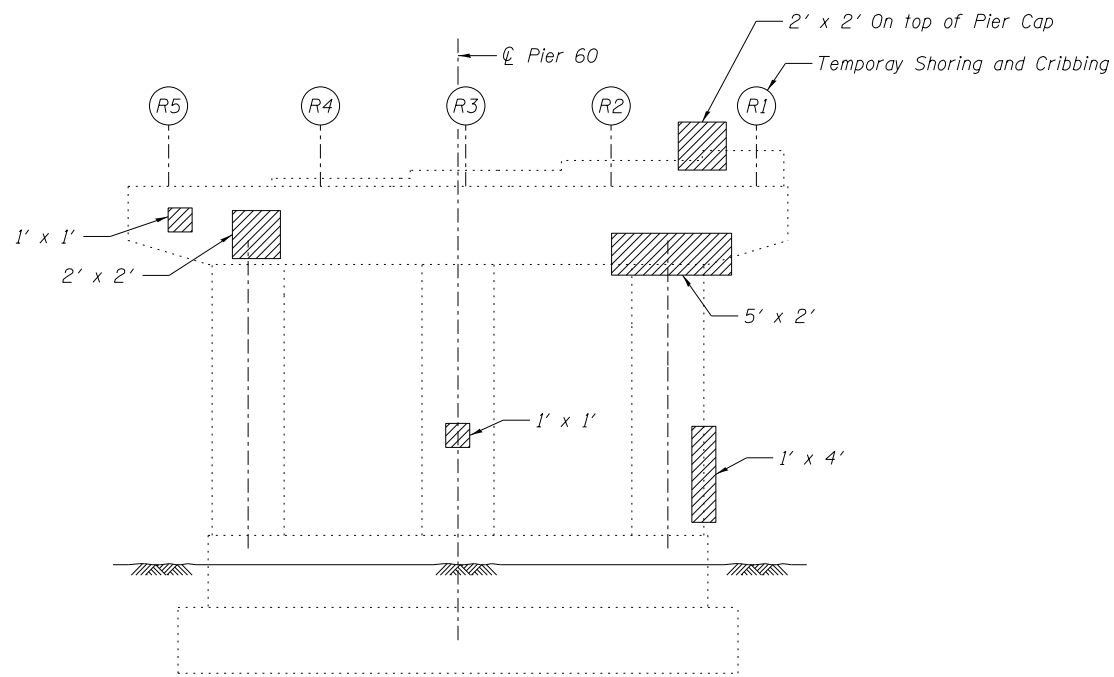 2' x 2' On top of Pier Cap
℄ Pier 60
Temporay Shoring and Cribbing
R5
R4
R3
R2
R1
1' x 1'
2' x 2'
5' x 2'
1' x 1'
1' x 4'